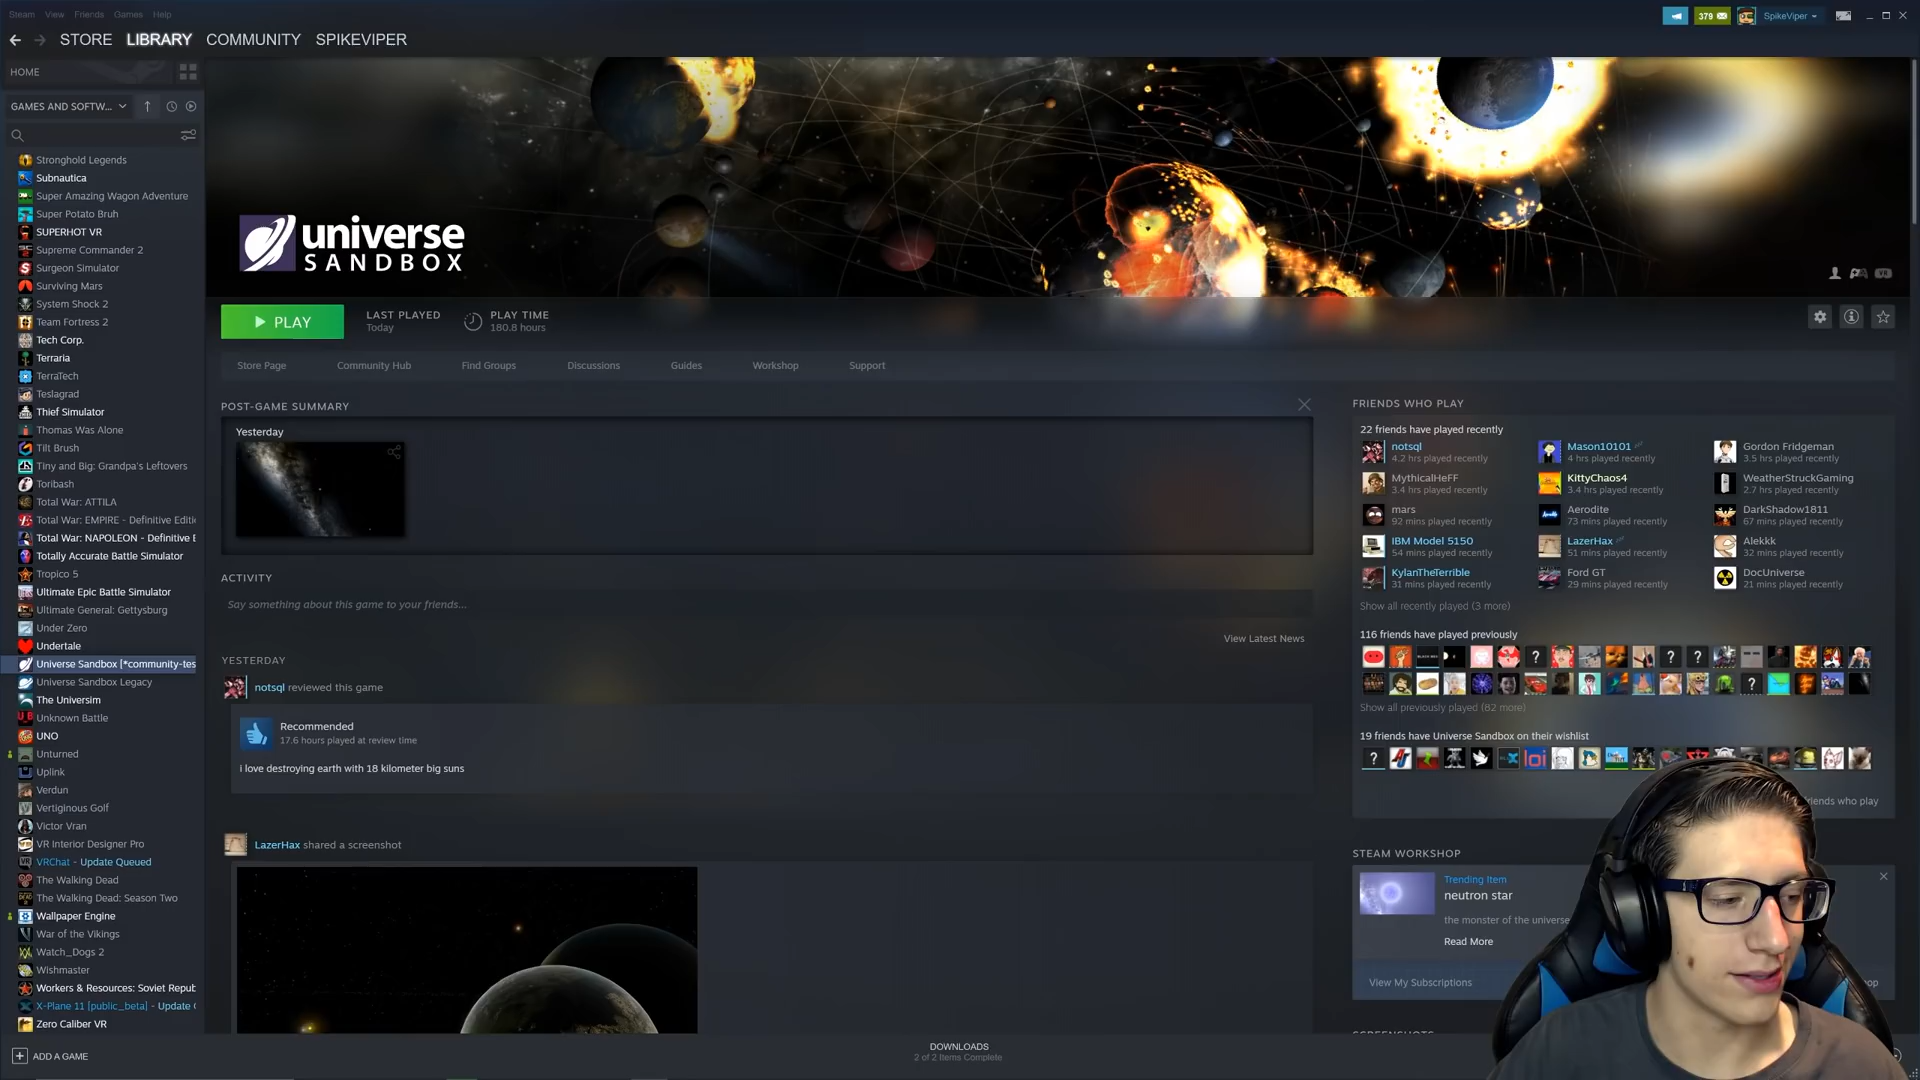 Steam View Friends Games Help
379 SpikeViper
STORE LIBRARY COMMUNITY SPIKEVIPER
HOME
GAMES AND SOFTW...
Stronghold Legends
Subnautica
Super Amazing Wagon Adventure
Super Potato Bruh
SUPERHOT VR
Supreme Commander 2
Surgeon Simulator
Surviving Mars
System Shock 2
Team Fortress 2
Tech Corp.
Terraria
TerraTech
Teslagrad
Thief Simulator
Thomas Was Alone
Tilt Brush
Tiny and Big: Grandpa's Leftovers
Toribash
Total War: ATTILA
Total War: EMPIRE - Definitive Editi
Total War: NAPOLEON - Definitive E
Totally Accurate Battle Simulator
Tropico 5
Ultimate Epic Battle Simulator
Ultimate General: Gettysburg
Under Zero
Undertale
Universe Sandbox [*community-tes
Universe Sandbox Legacy
The Universim
Unknown Battle
UNO
Unturned
Uplink
Verdun
Vertiginous Golf
Victor Vran
VR Interior Designer Pro
VRChat - Update Queued
The Walking Dead
The Walking Dead: Season Two
Wallpaper Engine
War of the Vikings
Watch_Dogs 2
Wishmaster
Workers & Resources: Soviet Repub
X-Plane 11 [public_beta] - Update
Zero Caliber VR
ADD A GAME
universe
SANDBOX
PLAY
LAST PLAYED
Today
PLAY TIME
180.8 hours
Store Page Community Hub Find Groups Discussions Guides Workshop Support
POST-GAME SUMMARY
Yesterday
ACTIVITY
Say something about this game to your friends...
View Latest News
YESTERDAY
notsql reviewed this game
Recommended
17.6 hours played at review time
i love destroying earth with 18 kilometer big suns
LazerHax shared a screenshot
DOWNLOADS
2 of 2 Items Complete
FRIENDS WHO PLAY
22 friends have played recently
notsql
4.2 hrs played recently
Mason10101
4 hrs played recently
Gordon Fridgeman
3.5 hrs played recently
MythicalHeFF
3.4 hrs played recently
KittyChaos4
3.4 hrs played recently
WeatherStruckGaming
2.7 hrs played recently
mars
92 mins played recently
Aerodite
73 mins played recently
DarkShadow1811
67 mins played recently
IBM Model 5150
54 mins played recently
LazerHax
51 mins played recently
Alekkk
32 mins played recently
KylanTheTerrible
31 mins played recently
Ford GT
29 mins played recently
DocUniverse
21 mins played recently
Show all recently played (3 more)
116 friends have played previously
Show all previously played (82 more)
19 friends have Universe Sandbox on their wishlist
loi
riends who play
STEAM WORKSHOP
Trending Item
neutron star
the monster of the universe
Read More
View My Subscriptions